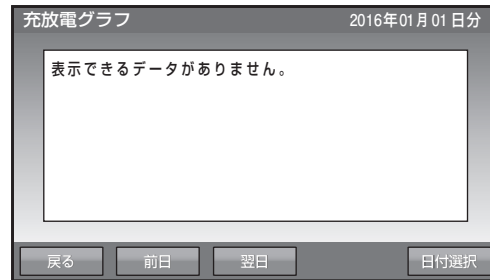 充放電グラフ 2016年01月01日分
表示できるデータがありません。
戻る 前日 翌日 日付選択